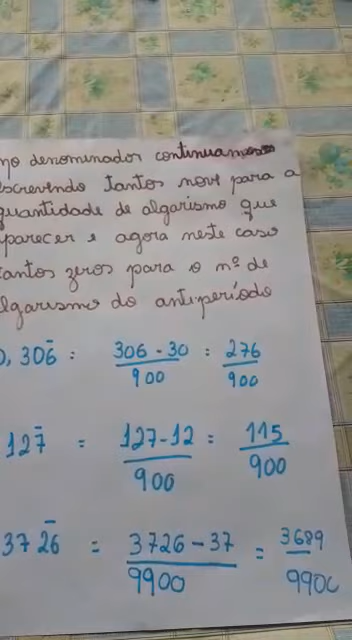 no denominador continuamos
escrevindo tantos nove para a
quantidade de algarismo que
aparecer e agora neste caso
tantos zeros para o nº de
algarismo do antiperíodo
0,306̄ : 306 - 30 / 900 : 276 / 900
127̄ = 127-12 / 900 = 115 / 900
3726̄ = 3726 - 37 / 9900 = 3689 / 9900